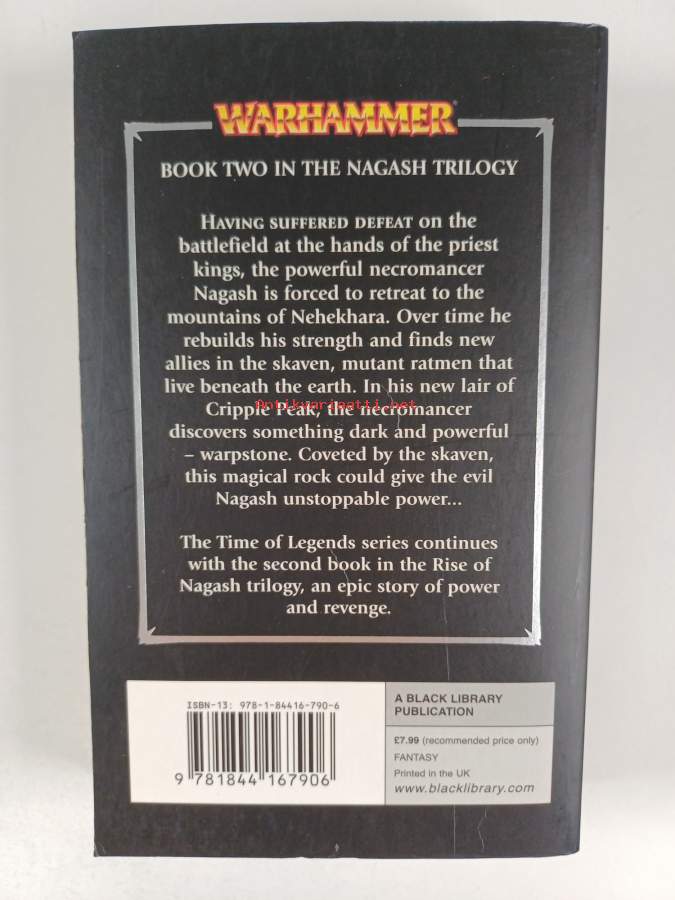 WARHAMMER
BOOK TWO IN THE NAGASH TRILOGY
HAVING SUFFERED DEFEAT on the
battlefield at the hands of the priest
kings, the powerful necromancer
Nagash is forced to retreat to the
mountains of Nehekhara. Over time he
rebuilds his strength and finds new
allies in the skaven, mutant ratmen that
live beneath the earth. In his new lair of
Cripple Peak, the necromancer
Antikvariaatti.net
discovers something dark and powerful
– warpstone. Coveted by the skaven,
this magical rock could give the evil
Nagash unstoppable power...
The Time of Legends series continues
with the second book in the Rise of
Nagash trilogy, an epic story of power
and revenge.
ISBN-13: 978-1-84416-790-6
9 781844 167906
A BLACK LIBRARY
PUBLICATION
£7.99 (recommended price only)
FANTASY
Printed in the UK
www.blacklibrary.com